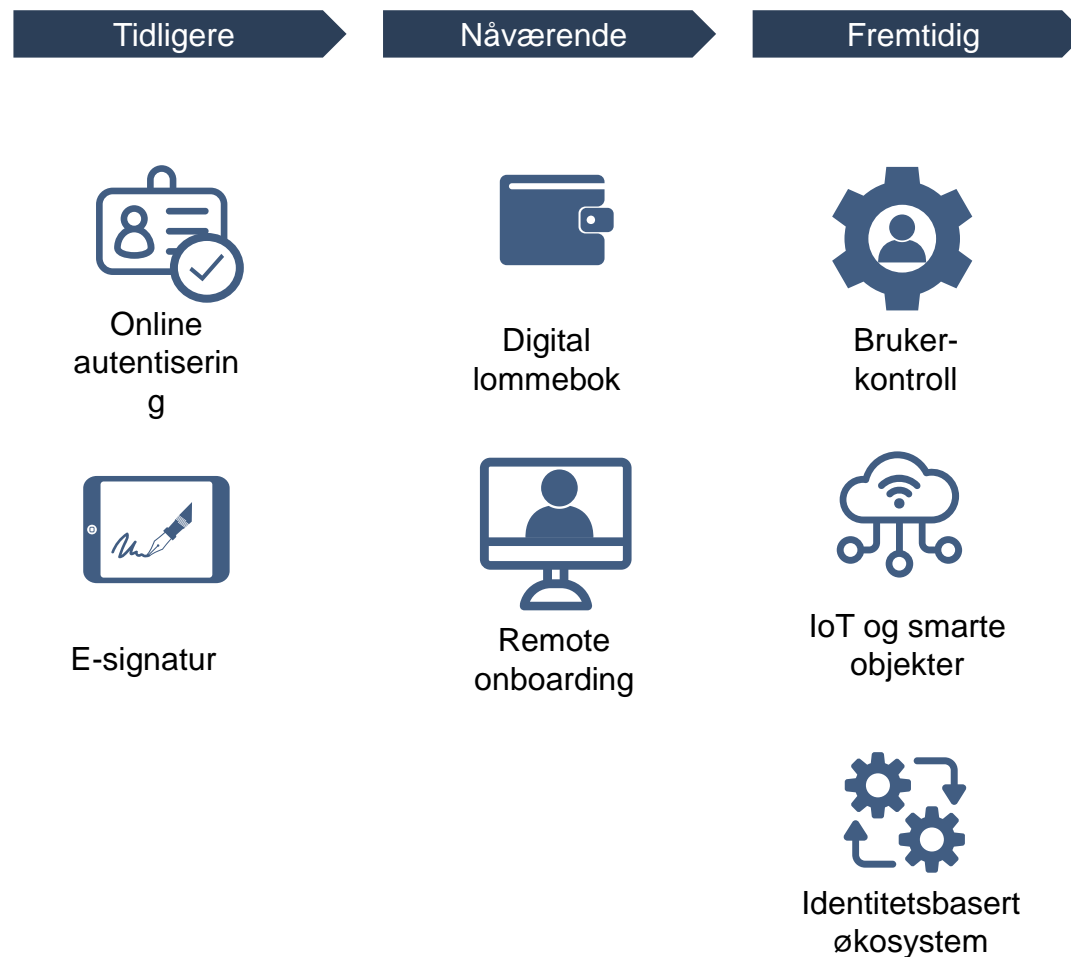 Tidligere
Nåværende
Fremtidig
Online
autentiserin
g
Digital
lommebok
Bruker-
kontroll
E-signatur
Remote
onboarding
IoT og smarte
objekter
Identitetsbasert
økosystem